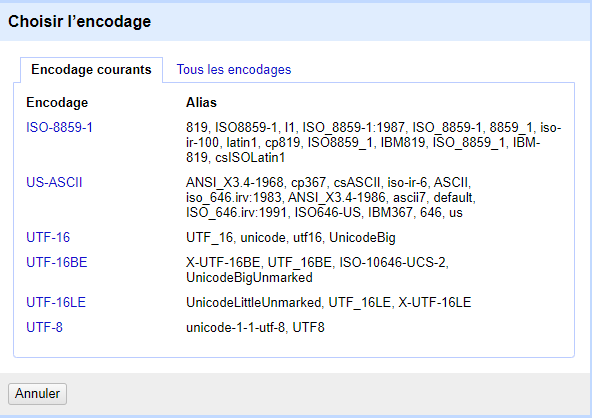 Choisir l’encodage
Encodage courants Tous les encodages
Encodage Alias
ISO-8859-1 819, ISO8859-1, l1, ISO_8859-1:1987, ISO_8859-1, 8859_1, iso-
ir-100, latin1, cp819, ISO8859_1, IBM819, ISO_8859_1, IBM-
819, csISOLatin1
US-ASCII ANSI_X3.4-1968, cp367, csASCII, iso-ir-6, ASCII,
iso_646.irv:1983, ANSI_X3.4-1986, ascii7, default,
ISO_646.irv:1991, ISO646-US, IBM367, 646, us
UTF-16 UTF_16, unicode, utf16, UnicodeBig
UTF-16BE X-UTF-16BE, UTF_16BE, ISO-10646-UCS-2,
UnicodeBigUnmarked
UTF-16LE UnicodeLittleUnmarked, UTF_16LE, X-UTF-16LE
UTF-8 unicode-1-1-utf-8, UTF8
Annuler